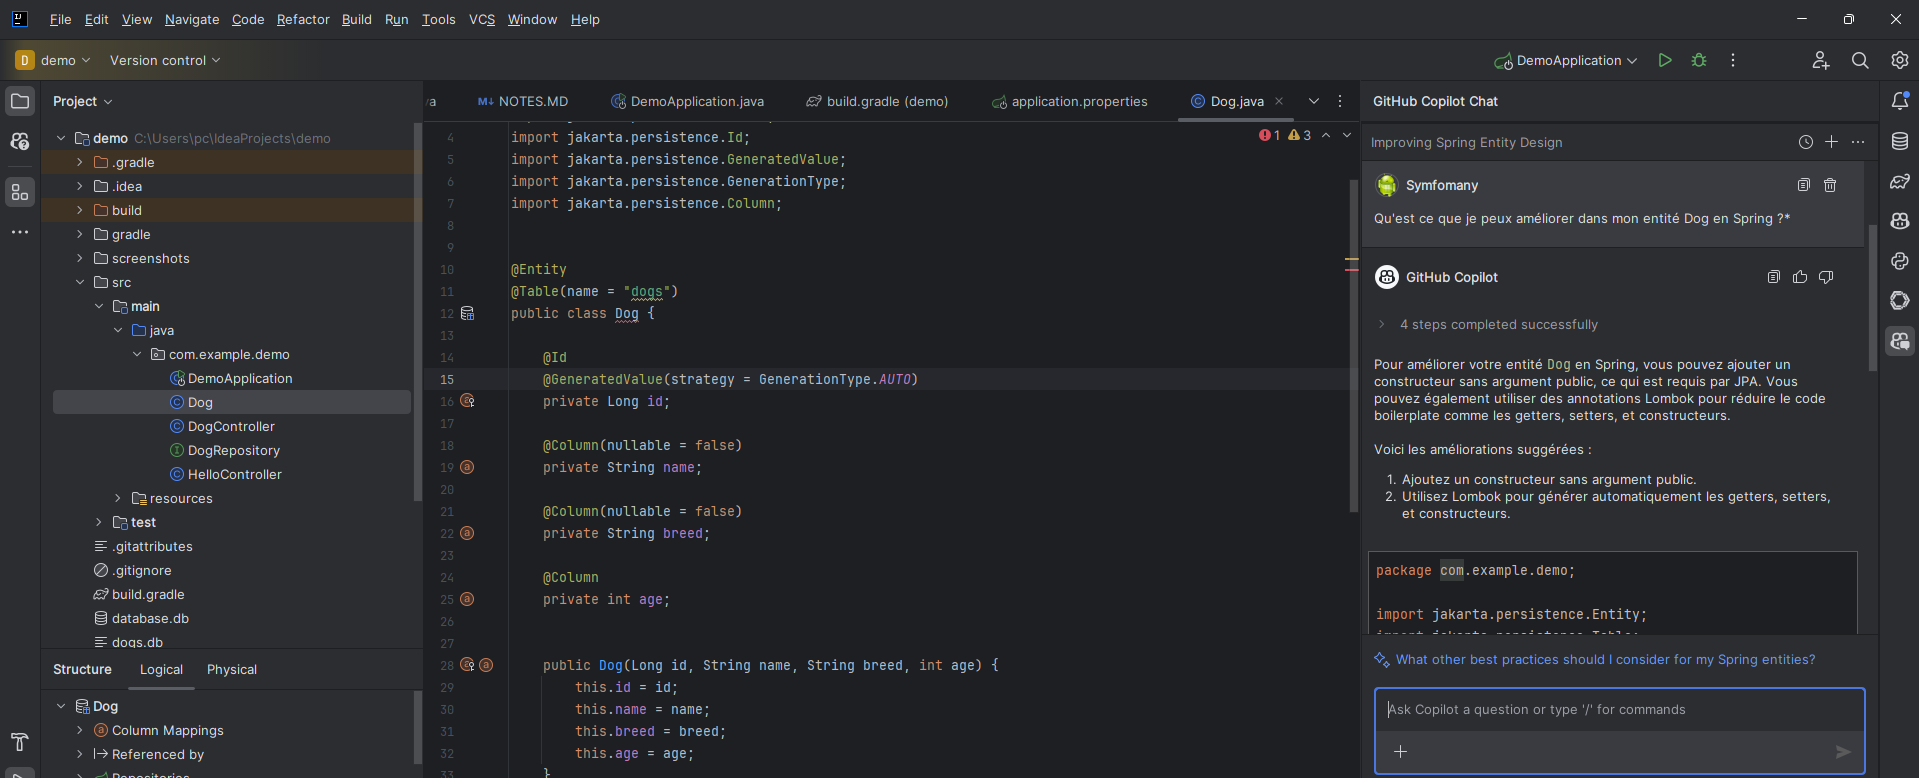 File Edit View Navigate Code Refactor Build Run Tools VCS Window Help
D demo Version control DemoApplication
Project
demo C:\Users\pc\IdeaProjects\demo
.gradle
.idea
build
gradle
screenshots
src
main
java
com.example.demo
DemoApplication
Dog
DogController
DogRepository
HelloController
resources
test
.gitattributes
.gitignore
build.gradle
database.db
dogs.db
Structure Logical Physical
Dog
Column Mappings
Referenced by
Repositories
va NOTES.MD DemoApplication.java build.gradle (demo) application.properties Dog.java
1 3
4 import jakarta.persistence.Id;
5 import jakarta.persistence.GeneratedValue;
6 import jakarta.persistence.GenerationType;
7 import jakarta.persistence.Column;
8
9
10 @Entity
11 @Table(name = "dogs")
12 public class Dog {
13
14 @Id
15 @GeneratedValue(strategy = GenerationType.AUTO)
16 private Long id;
17
18 @Column(nullable = false)
19 private String name;
20
21 @Column(nullable = false)
22 private String breed;
23
24 @Column
25 private int age;
26
27
28 public Dog(Long id, String name, String breed, int age) {
29 this.id = id;
30 this.name = name;
31 this.breed = breed;
32 this.age = age;
33 }
GitHub Copilot Chat
Improving Spring Entity Design
Symfomany
Qu'est ce que je peux améliorer dans mon entité Dog en Spring ?*
GitHub Copilot
4 steps completed successfully
Pour améliorer votre entité Dog en Spring, vous pouvez ajouter un
constructeur sans argument public, ce qui est requis par JPA. Vous
pouvez également utiliser des annotations Lombok pour réduire le code
boilerplate comme les getters, setters, et constructeurs.
Voici les améliorations suggérées :
1. Ajoutez un constructeur sans argument public.
2. Utilisez Lombok pour générer automatiquement les getters, setters,
et constructeurs.
package com.example.demo;
import jakarta.persistence.Entity;
import jakarta.persistence.Table;
What other best practices should I consider for my Spring entities?
Ask Copilot a question or type '/' for commands